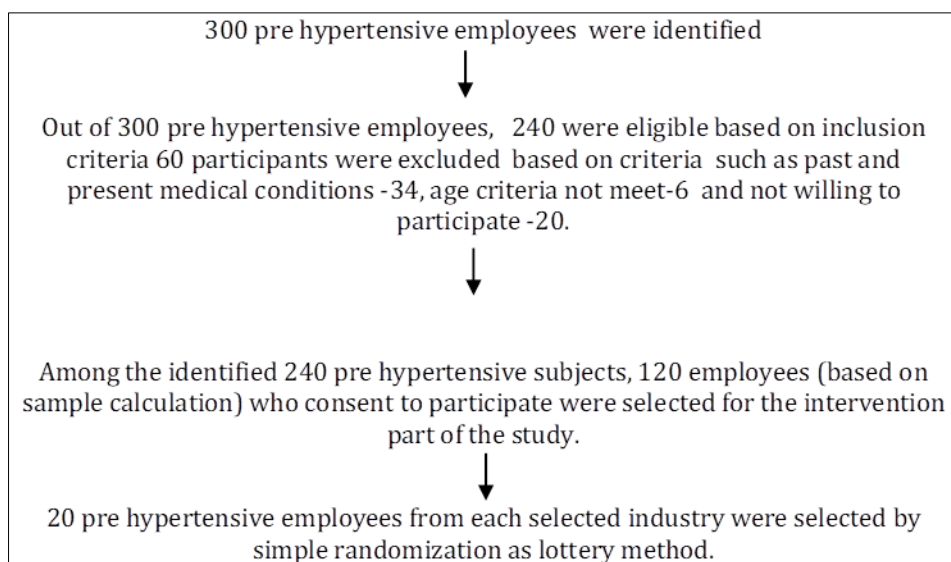 300 pre hypertensive employees were identified
Out of 300 pre hypertensive employees, 240 were eligible based on inclusion
criteria 60 participants were excluded based on criteria such as past and
present medical conditions -34, age criteria not meet-6 and not willing to
participate -20.
Among the identified 240 pre hypertensive subjects, 120 employees (based on
sample calculation) who consent to participate were selected for the intervention
part of the study.
20 pre hypertensive employees from each selected industry were selected by
simple randomization as lottery method.